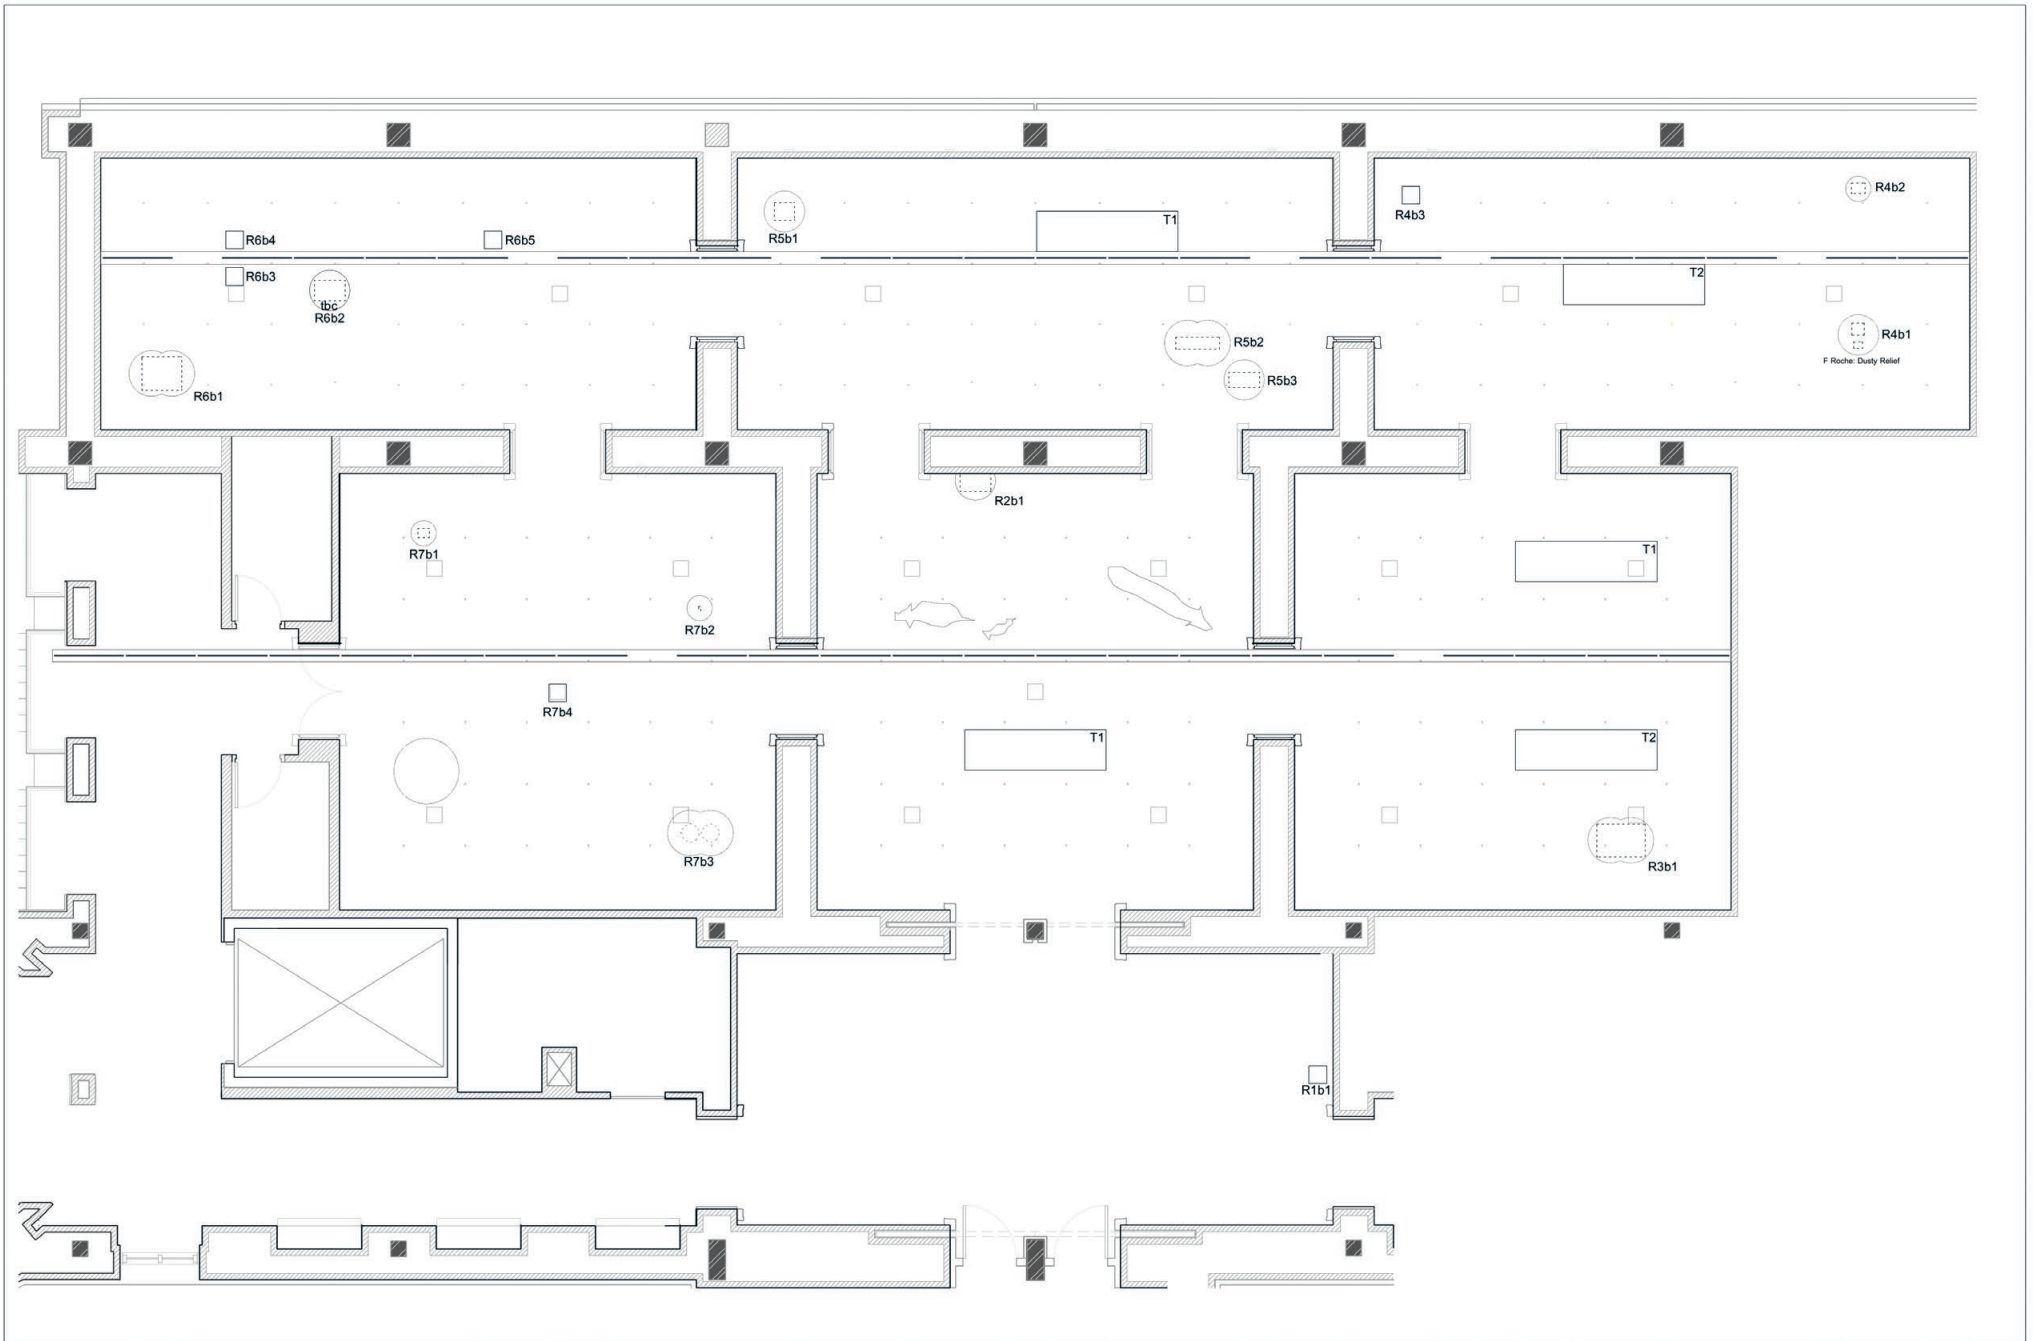 R4b2
R4b3
T1
R5b1
R6b4
R6b5
T2
R6b3
tbc
R6b2
R4b1
R5b2
F Roche: Dusty Relief
R5b3
R6b1
R2b1
T1
R7b1
R7b2
R7b4
T1
T2
R7b3
R3b1
R1b1